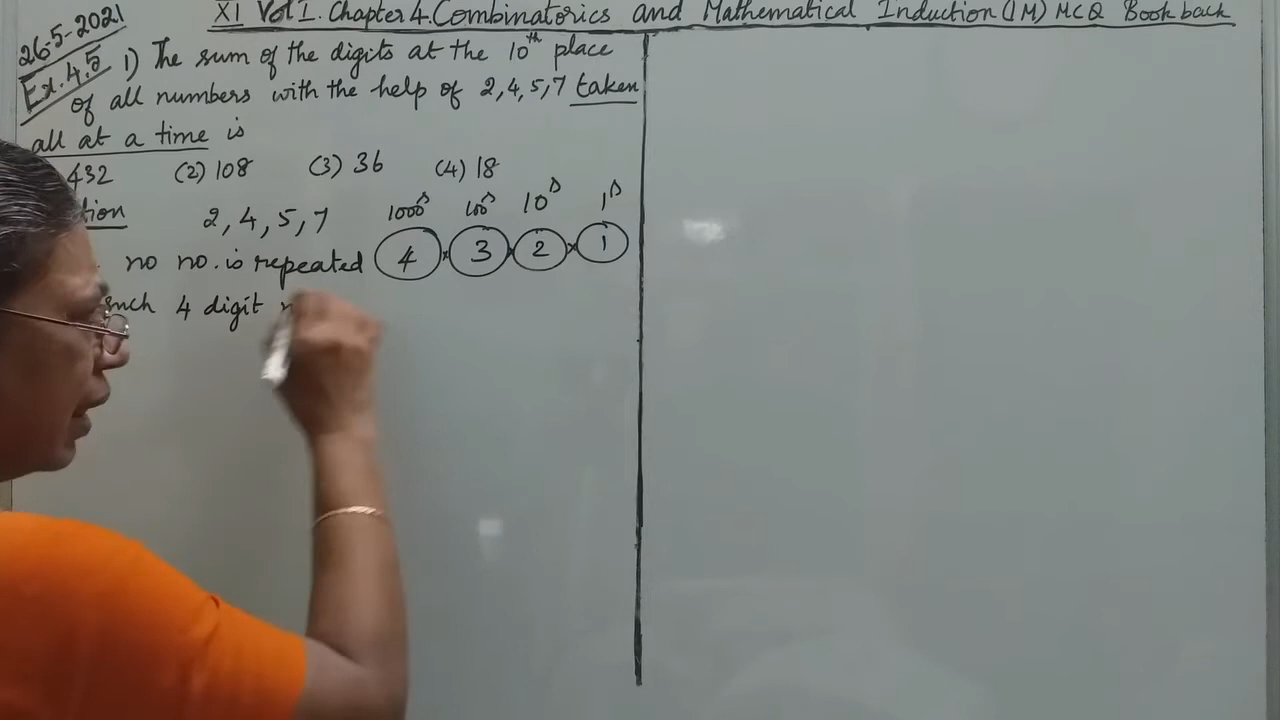 XI Vol I. Chapter 4. Combinatorics and Mathematical Induction (1M) MCQ Book back
26-5-2021
Ex. 4.5
1) The sum of the digits at the 10th place
of all numbers with the help of 2, 4, 5, 7 taken
all at a time is
432 (2) 108 (3) 36 (4) 18
2, 4, 5, 7 1000s 100s 10s 1s
no no. is repeated 4 × 3 × 2 × 1
such 4 digit